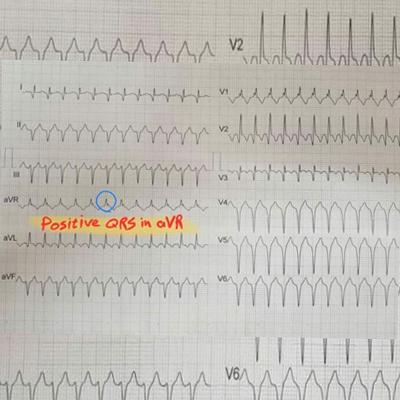 V2
I
V1
II
V2
III
V3
aVR
V4
Positive QRS in aVR
aVL
V5
aVF
V6
V6